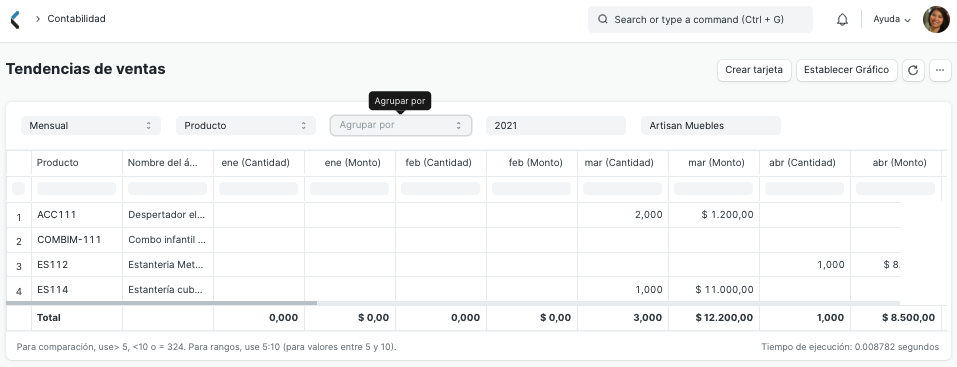 Contabilidad
Search or type a command (Ctrl + G)
Ayuda
Tendencias de ventas
Crear tarjeta
Establecer Gráfico
Agrupar por
Mensual
Producto
Agrupar por
2021
Artisan Muebles
Producto Nombre del á... ene (Cantidad) ene (Monto) feb (Cantidad) feb (Monto) mar (Cantidad) mar (Monto) abr (Cantidad) abr (Monto)
1 ACC111 Despertador el... 2,000 $ 1.200,00
2 COMBIM-111 Combo infantil ...
3 ES112 Estanteria Met... 1,000 $ 8.
4 ES114 Estantería cub... 1,000 $ 11.000,00
Total 0,000 $ 0,00 0,000 $ 0,00 3,000 $ 12.200,00 1,000 $ 8.500,00
Para comparación, use> 5, <10 o = 324. Para rangos, use 5:10 (para valores entre 5 y 10).
Tiempo de ejecución: 0.008782 segundos